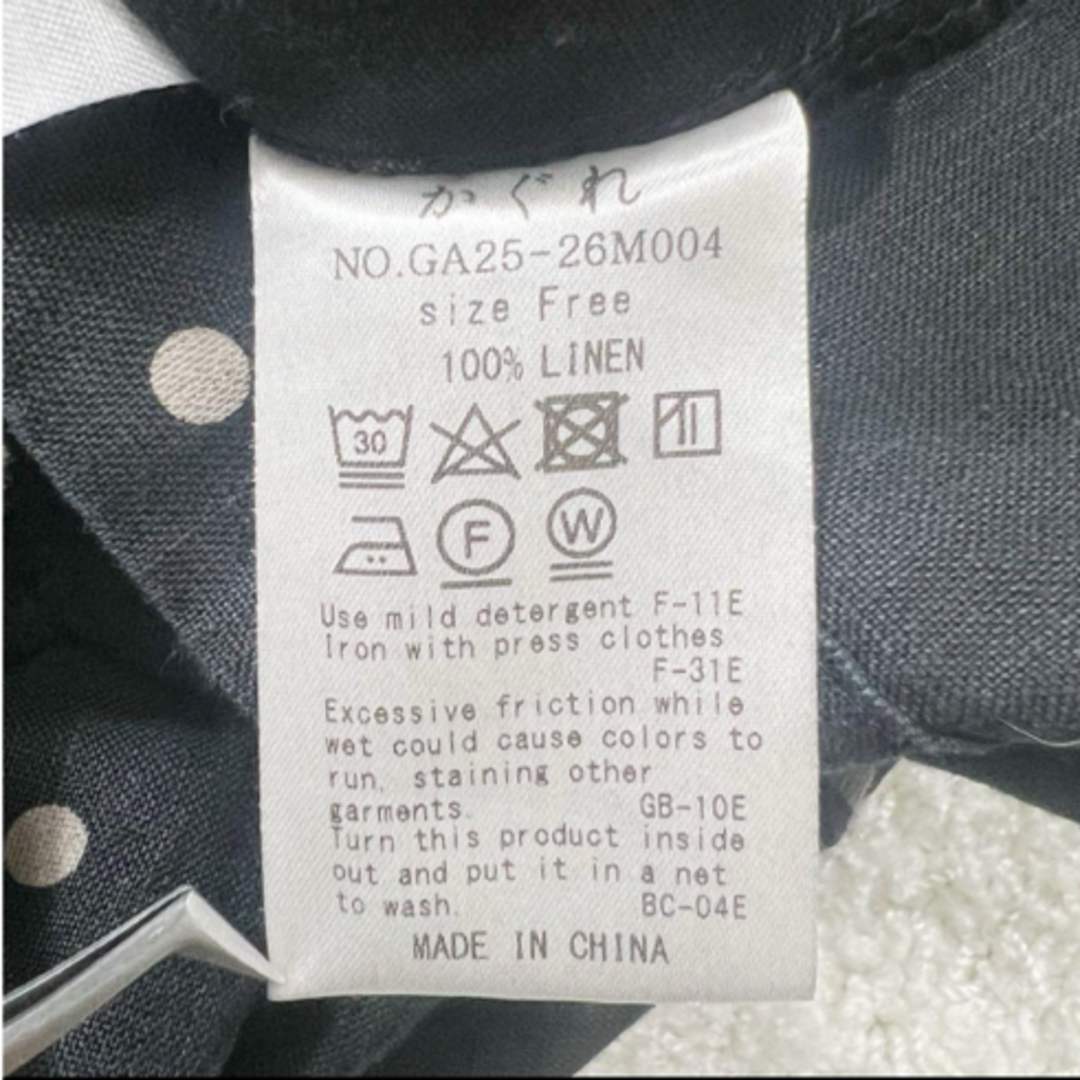 かぐれ
NO.GA25-26M004
size Free
100% LINEN
30
F W
Use mild detergent F-11E
Iron with press clothes
F-31E
Excessive friction while
wet could cause colors to
run, staining other
garments. GB-10E
Turn this product inside
out and put it in a net
to wash. BC-04E
MADE IN CHINA